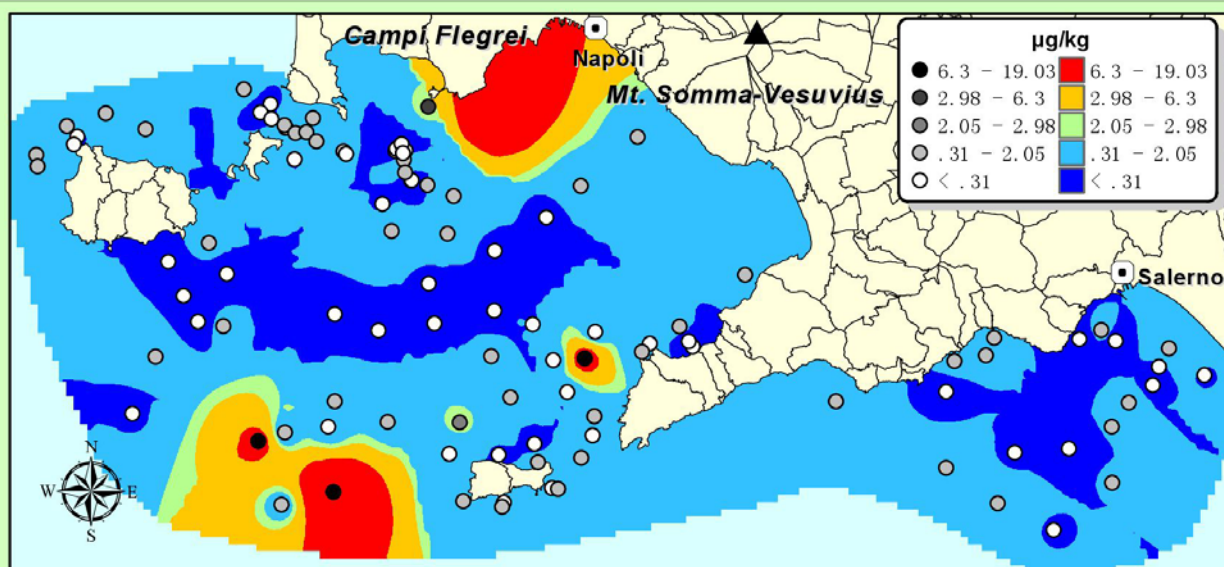 Campi Flegrei
Napoli
Mt. Somma-Vesuvius
µg/kg
6.3 - 19.03 6.3 - 19.03
2.98 - 6.3 2.98 - 6.3
2.05 - 2.98 2.05 - 2.98
.31 - 2.05 .31 - 2.05
< .31 < .31
Salerno
N
W E
S